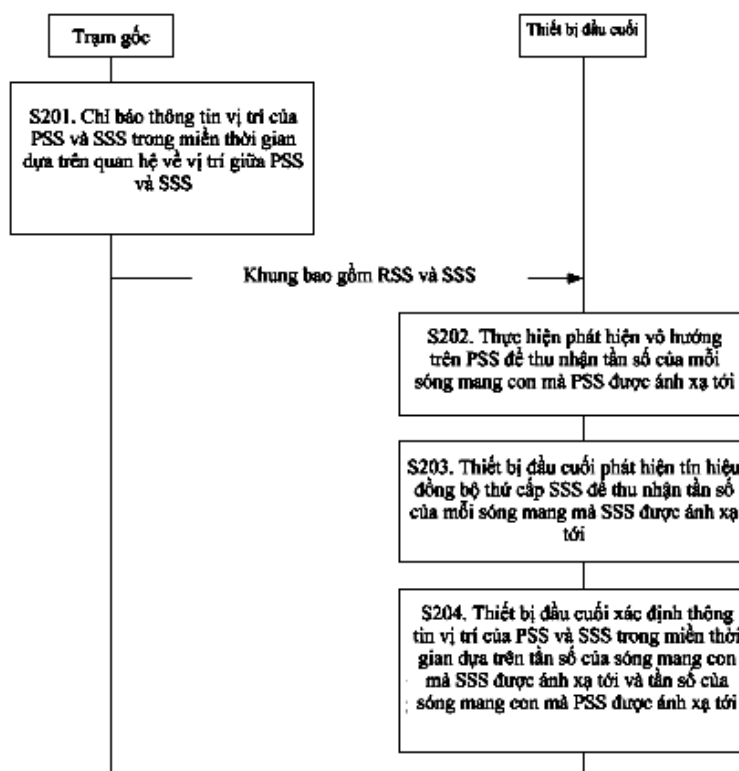 Trạm gốc
Thiết bị đầu cuối
S201. Chỉ báo thông tin vị trí của
PSS và SSS trong miền thời gian
dựa trên quan hệ về vị trí giữa PSS
và SSS
Khung bao gồm RSS và SSS
S202. Thực hiện phát hiện vô hướng
trên PSS để thu nhận tần số của mỗi
sóng mang con mà PSS được ánh xạ tới
S203. Thiết bị đầu cuối phát hiện tín hiệu
đồng bộ thứ cấp SSS để thu nhận tần số
của mỗi sóng mang mà SSS được ánh xạ
tới
S204. Thiết bị đầu cuối xác định thông
tin vị trí của PSS và SSS trong miền thời
gian dựa trên tần số của sóng mang con
mà SSS được ánh xạ tới và tần số của
sóng mang con mà PSS được ánh xạ tới